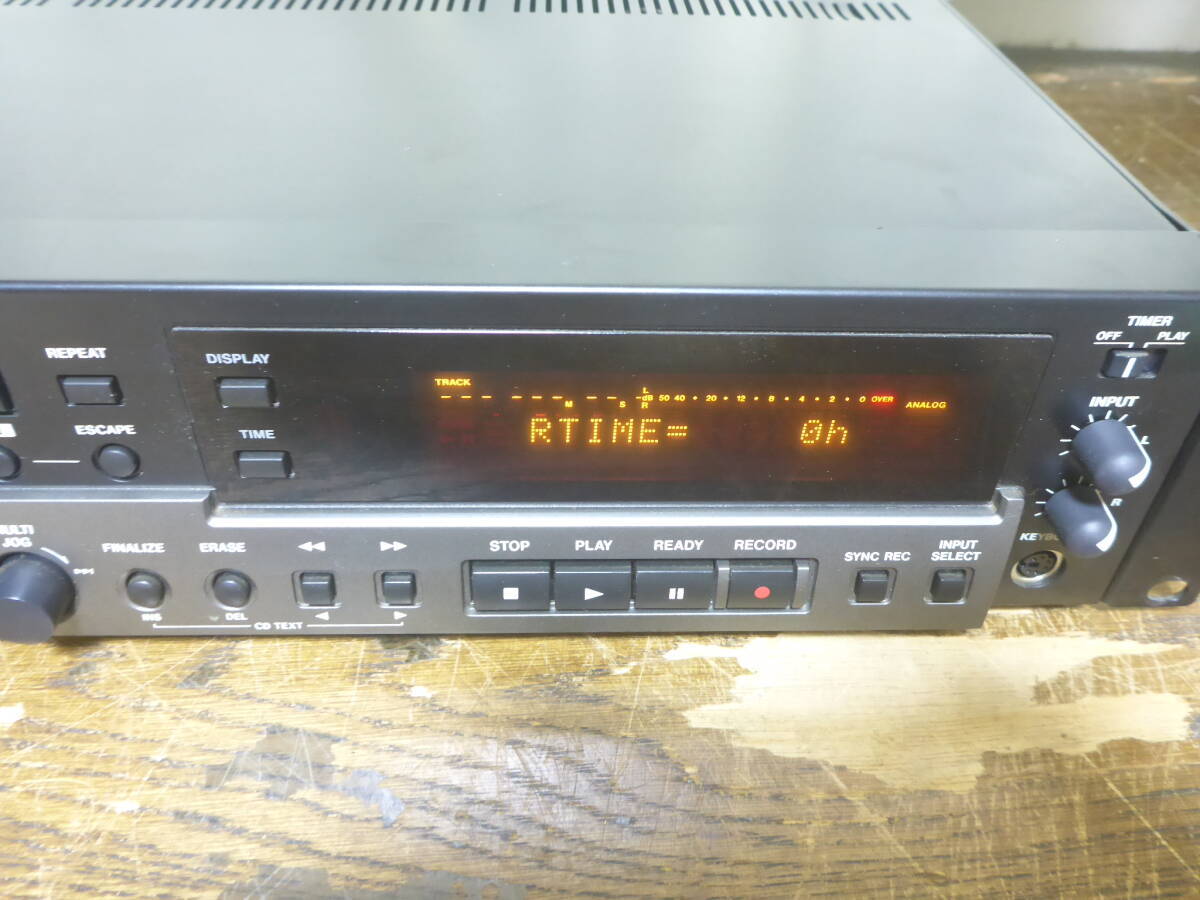 REPEAT
DISPLAY
ESCAPE
TIME
TRACK
--- --- M -- S
L
-dB 50 40 • 20 • 12 • 8 • 4 • 2 • 0 OVER
R
ANALOG
RTIME= 0h
TIMER
OFF PLAY
INPUT
L
R
JOG
FINALIZE
ERASE
INS
DEL
CD TEXT
STOP
PLAY
READY
RECORD
SYNC REC
INPUT
SELECT